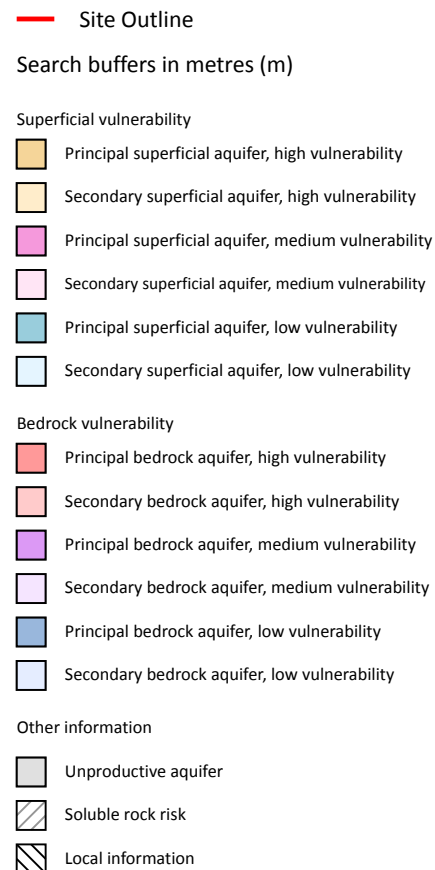 Site Outline
Search buffers in metres (m)
Superficial vulnerability
Principal superficial aquifer, high vulnerability
Secondary superficial aquifer, high vulnerability
Principal superficial aquifer, medium vulnerability
Secondary superficial aquifer, medium vulnerability
Principal superficial aquifer, low vulnerability
Secondary superficial aquifer, low vulnerability
Bedrock vulnerability
Principal bedrock aquifer, high vulnerability
Secondary bedrock aquifer, high vulnerability
Principal bedrock aquifer, medium vulnerability
Secondary bedrock aquifer, medium vulnerability
Principal bedrock aquifer, low vulnerability
Secondary bedrock aquifer, low vulnerability
Other information
Unproductive aquifer
Soluble rock risk
Local information